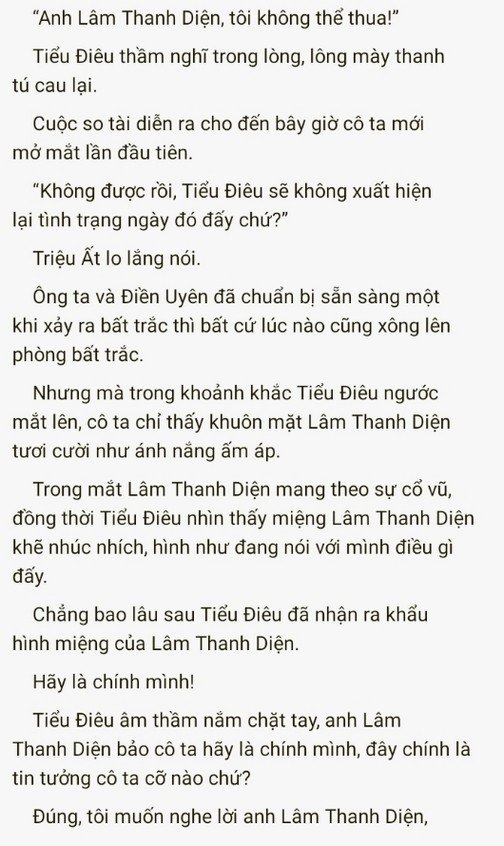 “Anh Lâm Thanh Diện, tôi không thể thua!”
Tiểu Điêu thầm nghĩ trong lòng, lông mày thanh
tú cau lại.
Cuộc so tài diễn ra cho đến bây giờ cô ta mới
mở mắt lần đầu tiên.
“Không được rồi, Tiểu Điêu sẽ không xuất hiện
lại tình trạng ngày đó đấy chứ?”
Triệu Ất lo lắng nói.
Ông ta và Điền Uyên đã chuẩn bị sẵn sàng một
khi xảy ra bất trắc thì bất cứ lúc nào cũng xông lên
phòng bất trắc.
Nhưng mà trong khoảnh khắc Tiểu Điêu ngước
mắt lên, cô ta chỉ thấy khuôn mặt Lâm Thanh Diện
tươi cười như ánh nắng ấm áp.
Trong mắt Lâm Thanh Diện mang theo sự cổ vũ,
đồng thời Tiểu Điêu nhìn thấy miệng Lâm Thanh Diện
khẽ nhúc nhích, hình như đang nói với mình điều gì
đấy.
Chẳng bao lâu sau Tiểu Điêu đã nhận ra khẩu
hình miệng của Lâm Thanh Diện.
Hãy là chính mình!
Tiểu Điêu âm thầm nắm chặt tay, anh Lâm
Thanh Diện bảo cô ta hãy là chính mình, đây chính là
tin tưởng cô ta cỡ nào chứ?
Đúng, tôi muốn nghe lời anh Lâm Thanh Diện,